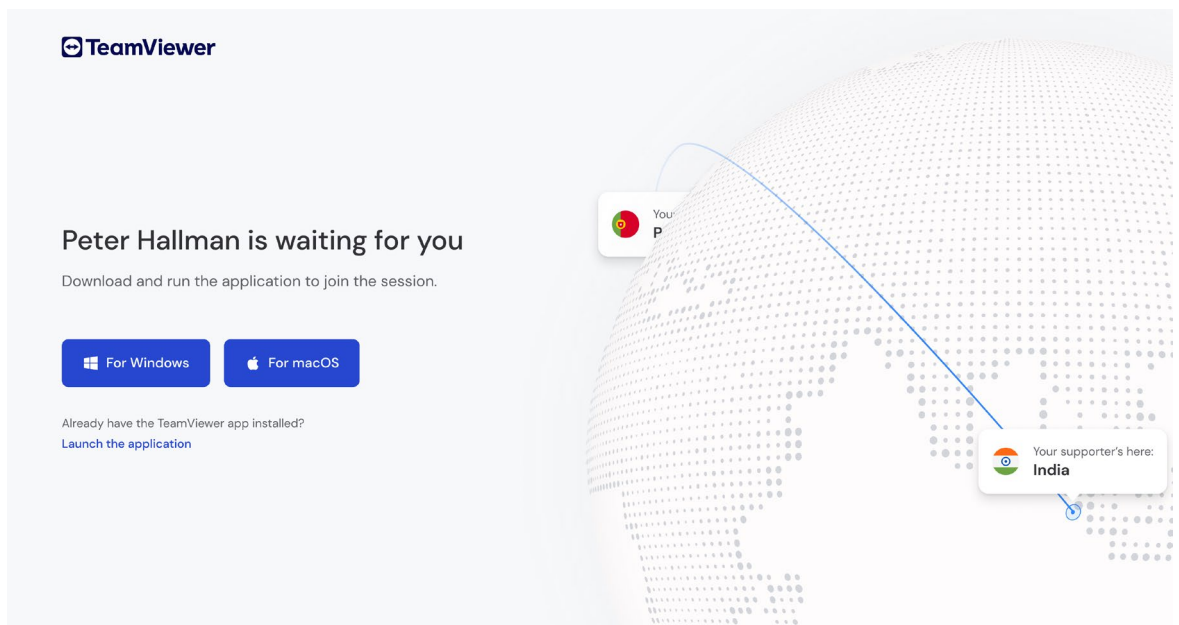 TeamViewer
Peter Hallman is waiting for you
Download and run the application to join the session.
For Windows
For macOS
Already have the TeamViewer app installed?
Launch the application
You
P
Your supporter's here:
India